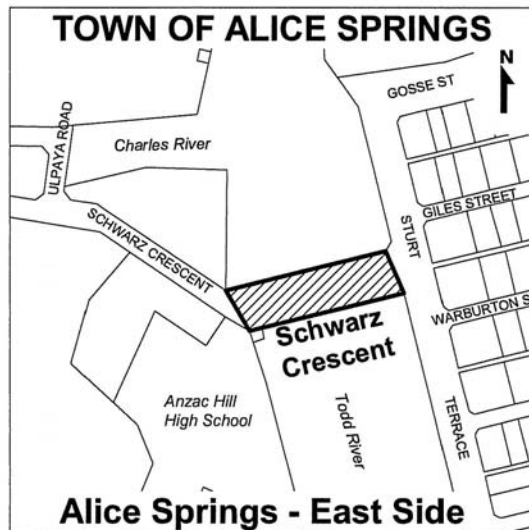 TOWN OF ALICE SPRINGS
N
GOSSE ST
ULPAYA ROAD
Charles River
GILES STREET
STURT
SCHWARZ CRESCENT
WARBURTON S
Schwarz
Crescent
Anzac Hill
High School
Todd River
TERRACE
Alice Springs - East Side